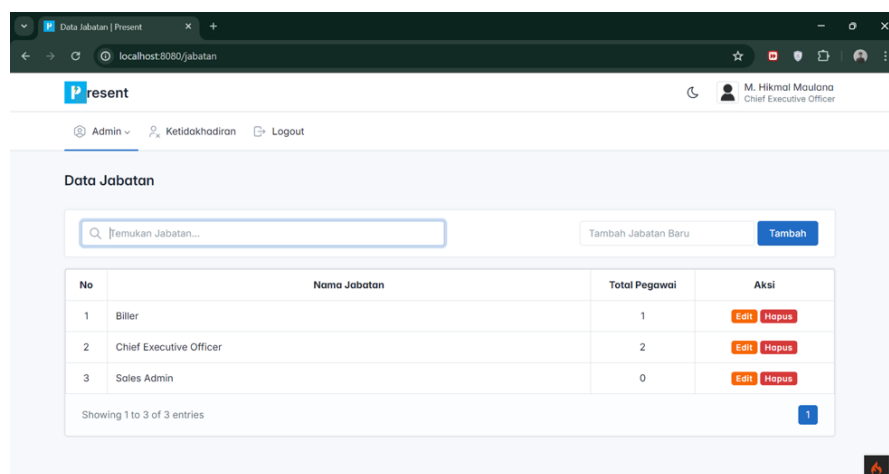 Data Jabatan | Present
localhost:8080/jabatan
Present
M. Hikmal Maulana
Chief Executive Officer
Admin
Ketidakhadiran
Logout
Data Jabatan
Temukan Jabatan...
Tambah Jabatan Baru
Tambah
No Nama Jabatan Total Pegawai Aksi
1 Biller 1 Edit Hapus
2 Chief Executive Officer 2 Edit Hapus
3 Sales Admin 0 Edit Hapus
Showing 1 to 3 of 3 entries
1